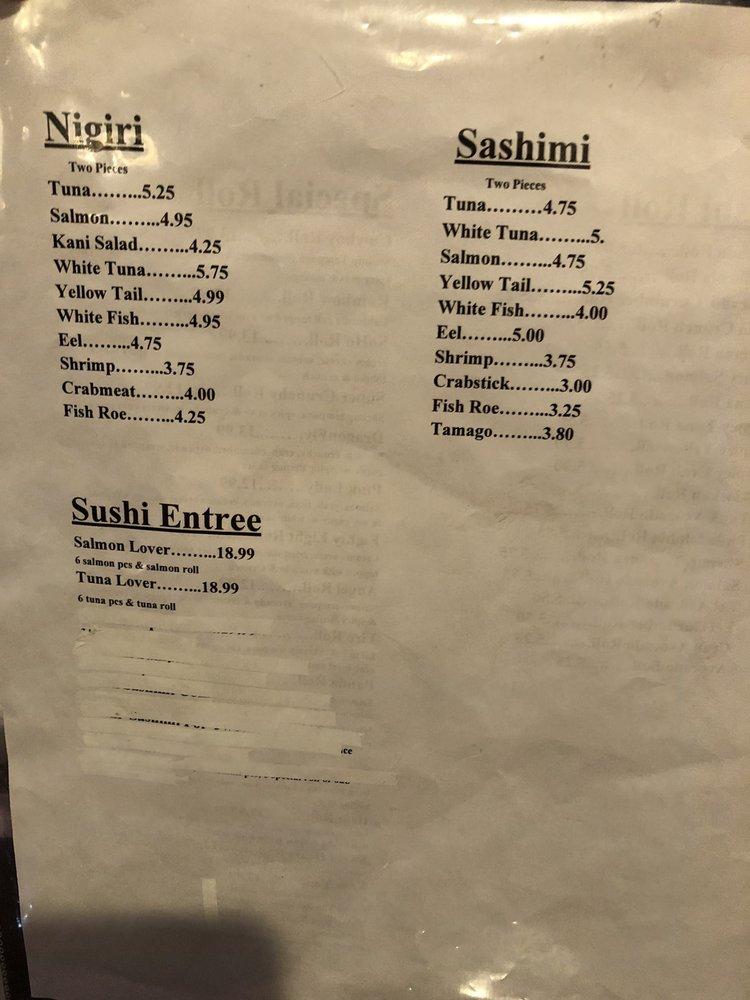 Nigiri
Two Pieces
Tuna.........5.25
Salmon.........4.95
Kani Salad.........4.25
White Tuna.........5.75
Yellow Tail.........4.99
White Fish.........4.95
Eel.........4.75
Shrimp.........3.75
Crabmeat.........4.00
Fish Roe.........4.25
Sashimi
Two Pieces
Tuna.........4.75
White Tuna.........5.
Salmon.........4.75
Yellow Tail.........5.25
White Fish.........4.00
Eel.........5.00
Shrimp.........3.75
Crabstick.........3.00
Fish Roe.........3.25
Tamago.........3.80
Sushi Entree
Salmon Lover.........18.99
6 salmon pcs & salmon roll
Tuna Lover.........18.99
6 tuna pcs & tuna roll